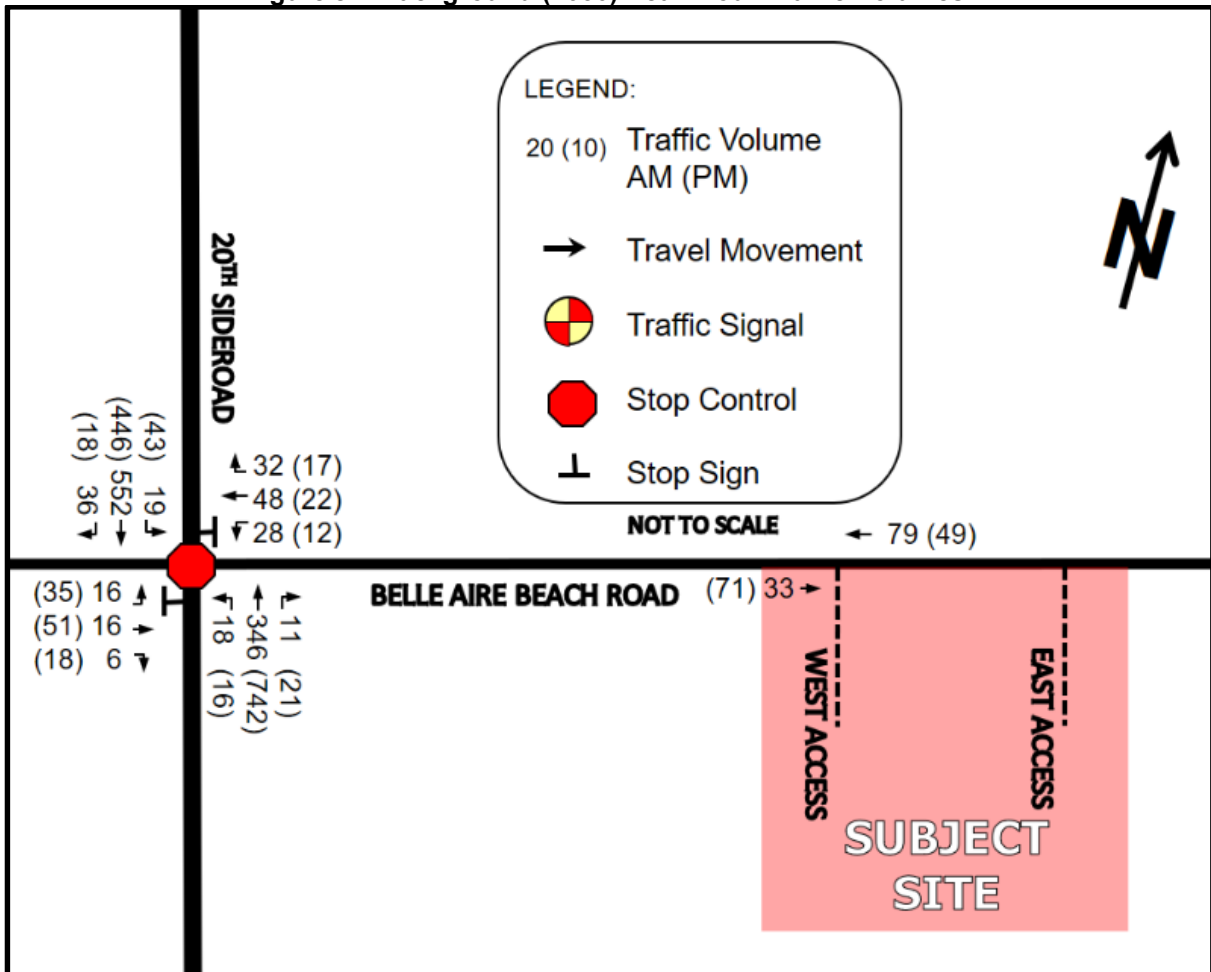 LEGEND:
20 (10) Traffic Volume
AM (PM)
Travel Movement
Traffic Signal
Stop Control
Stop Sign
N
NOT TO SCALE
20TH SIDEROAD
(18) 36
(446) 552
(43) 19
32 (17)
48 (22)
28 (12)
79 (49)
(35) 16
(51) 16
(18) 6
18 (16)
346 (742)
11 (21)
BELLE AIRE BEACH ROAD
(71) 33
WEST ACCESS
EAST ACCESS
SUBJECT
SITE